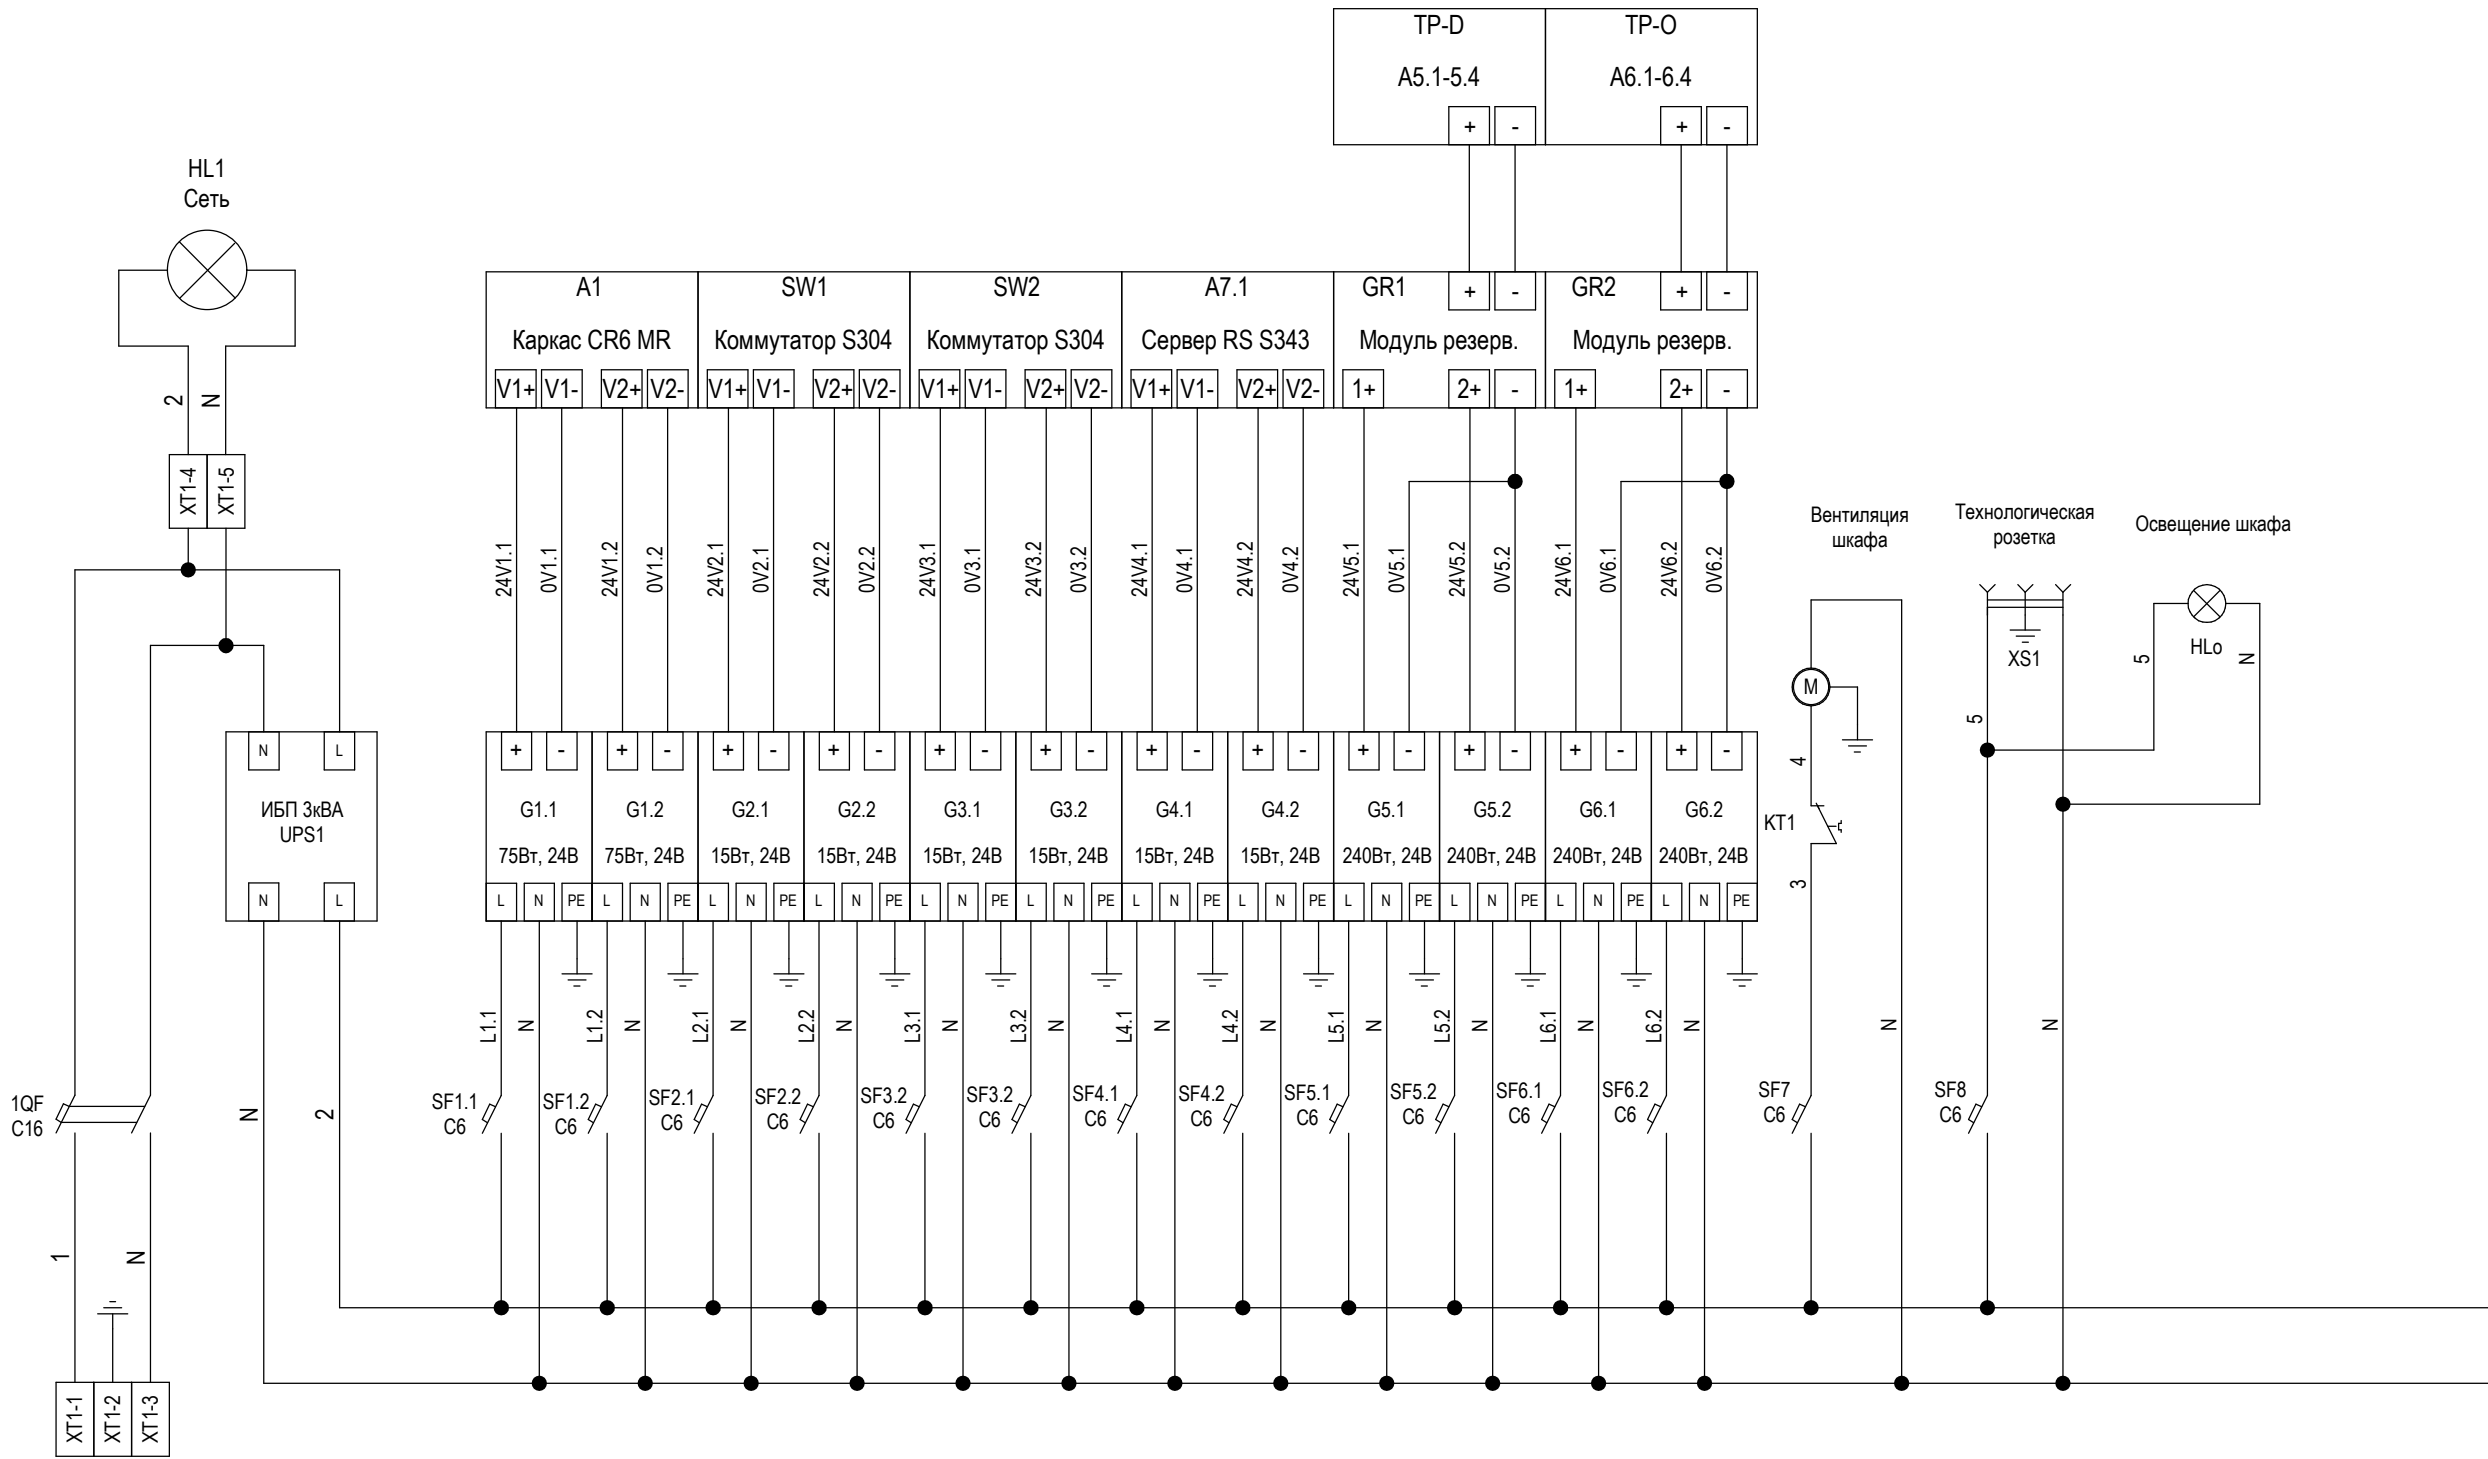 TP-D
TP-O
A5.1-5.4
A6.1-6.4
+ - + -
HL1
Сеть
2
N
XT1-4
XT1-5
A1
SW1
SW2
A7.1
GR1 + -
GR2 + -
Каркас CR6 MR
Коммутатор S304
Коммутатор S304
Сервер RS S343
Модуль резерв.
Модуль резерв.
V1+ V1- V2+ V2-
V1+ V1- V2+ V2-
V1+ V1- V2+ V2-
V1+ V1- V2+ V2-
1+ 2+ -
1+ 2+ -
24V1.1
0V1.1
24V1.2
0V1.2
24V2.1
0V2.1
24V2.2
0V2.2
24V3.1
0V3.1
24V3.2
0V3.2
24V4.1
0V4.1
24V4.2
0V4.2
24V5.1
0V5.1
24V5.2
0V5.2
24V6.1
0V6.1
24V6.2
0V6.2
Вентиляция
шкафа
Технологическая
розетка
Освещение шкафа
XS1
HLo
5
N
5
M
4
KT1
3
N L
ИБП 3кВА
UPS1
N L
+ - + - + - + - + - + - + - + - + - + - + - + -
G1.1
G1.2
G2.1
G2.2
G3.1
G3.2
G4.1
G4.2
G5.1
G5.2
G6.1
G6.2
75Вт, 24В
75Вт, 24В
15Вт, 24В
15Вт, 24В
15Вт, 24В
15Вт, 24В
15Вт, 24В
15Вт, 24В
240Вт, 24В
240Вт, 24В
240Вт, 24В
240Вт, 24В
L N PE L N PE L N PE L N PE L N PE L N PE L N PE L N PE L N PE L N PE L N PE L N PE
L1.1
N
L1.2
N
L2.1
N
L2.2
N
L3.1
N
L3.2
N
L4.1
N
L4.2
N
L5.1
N
L5.2
N
L6.1
N
L6.2
N
N
N
1QF
C16
N
2
SF1.1
C6
SF1.2
C6
SF2.1
C6
SF2.2
C6
SF3.2
C6
SF3.2
C6
SF4.1
C6
SF4.2
C6
SF5.1
C6
SF5.2
C6
SF6.1
C6
SF6.2
C6
SF7
C6
SF8
C6
1
N
XT1-1
XT1-2
XT1-3